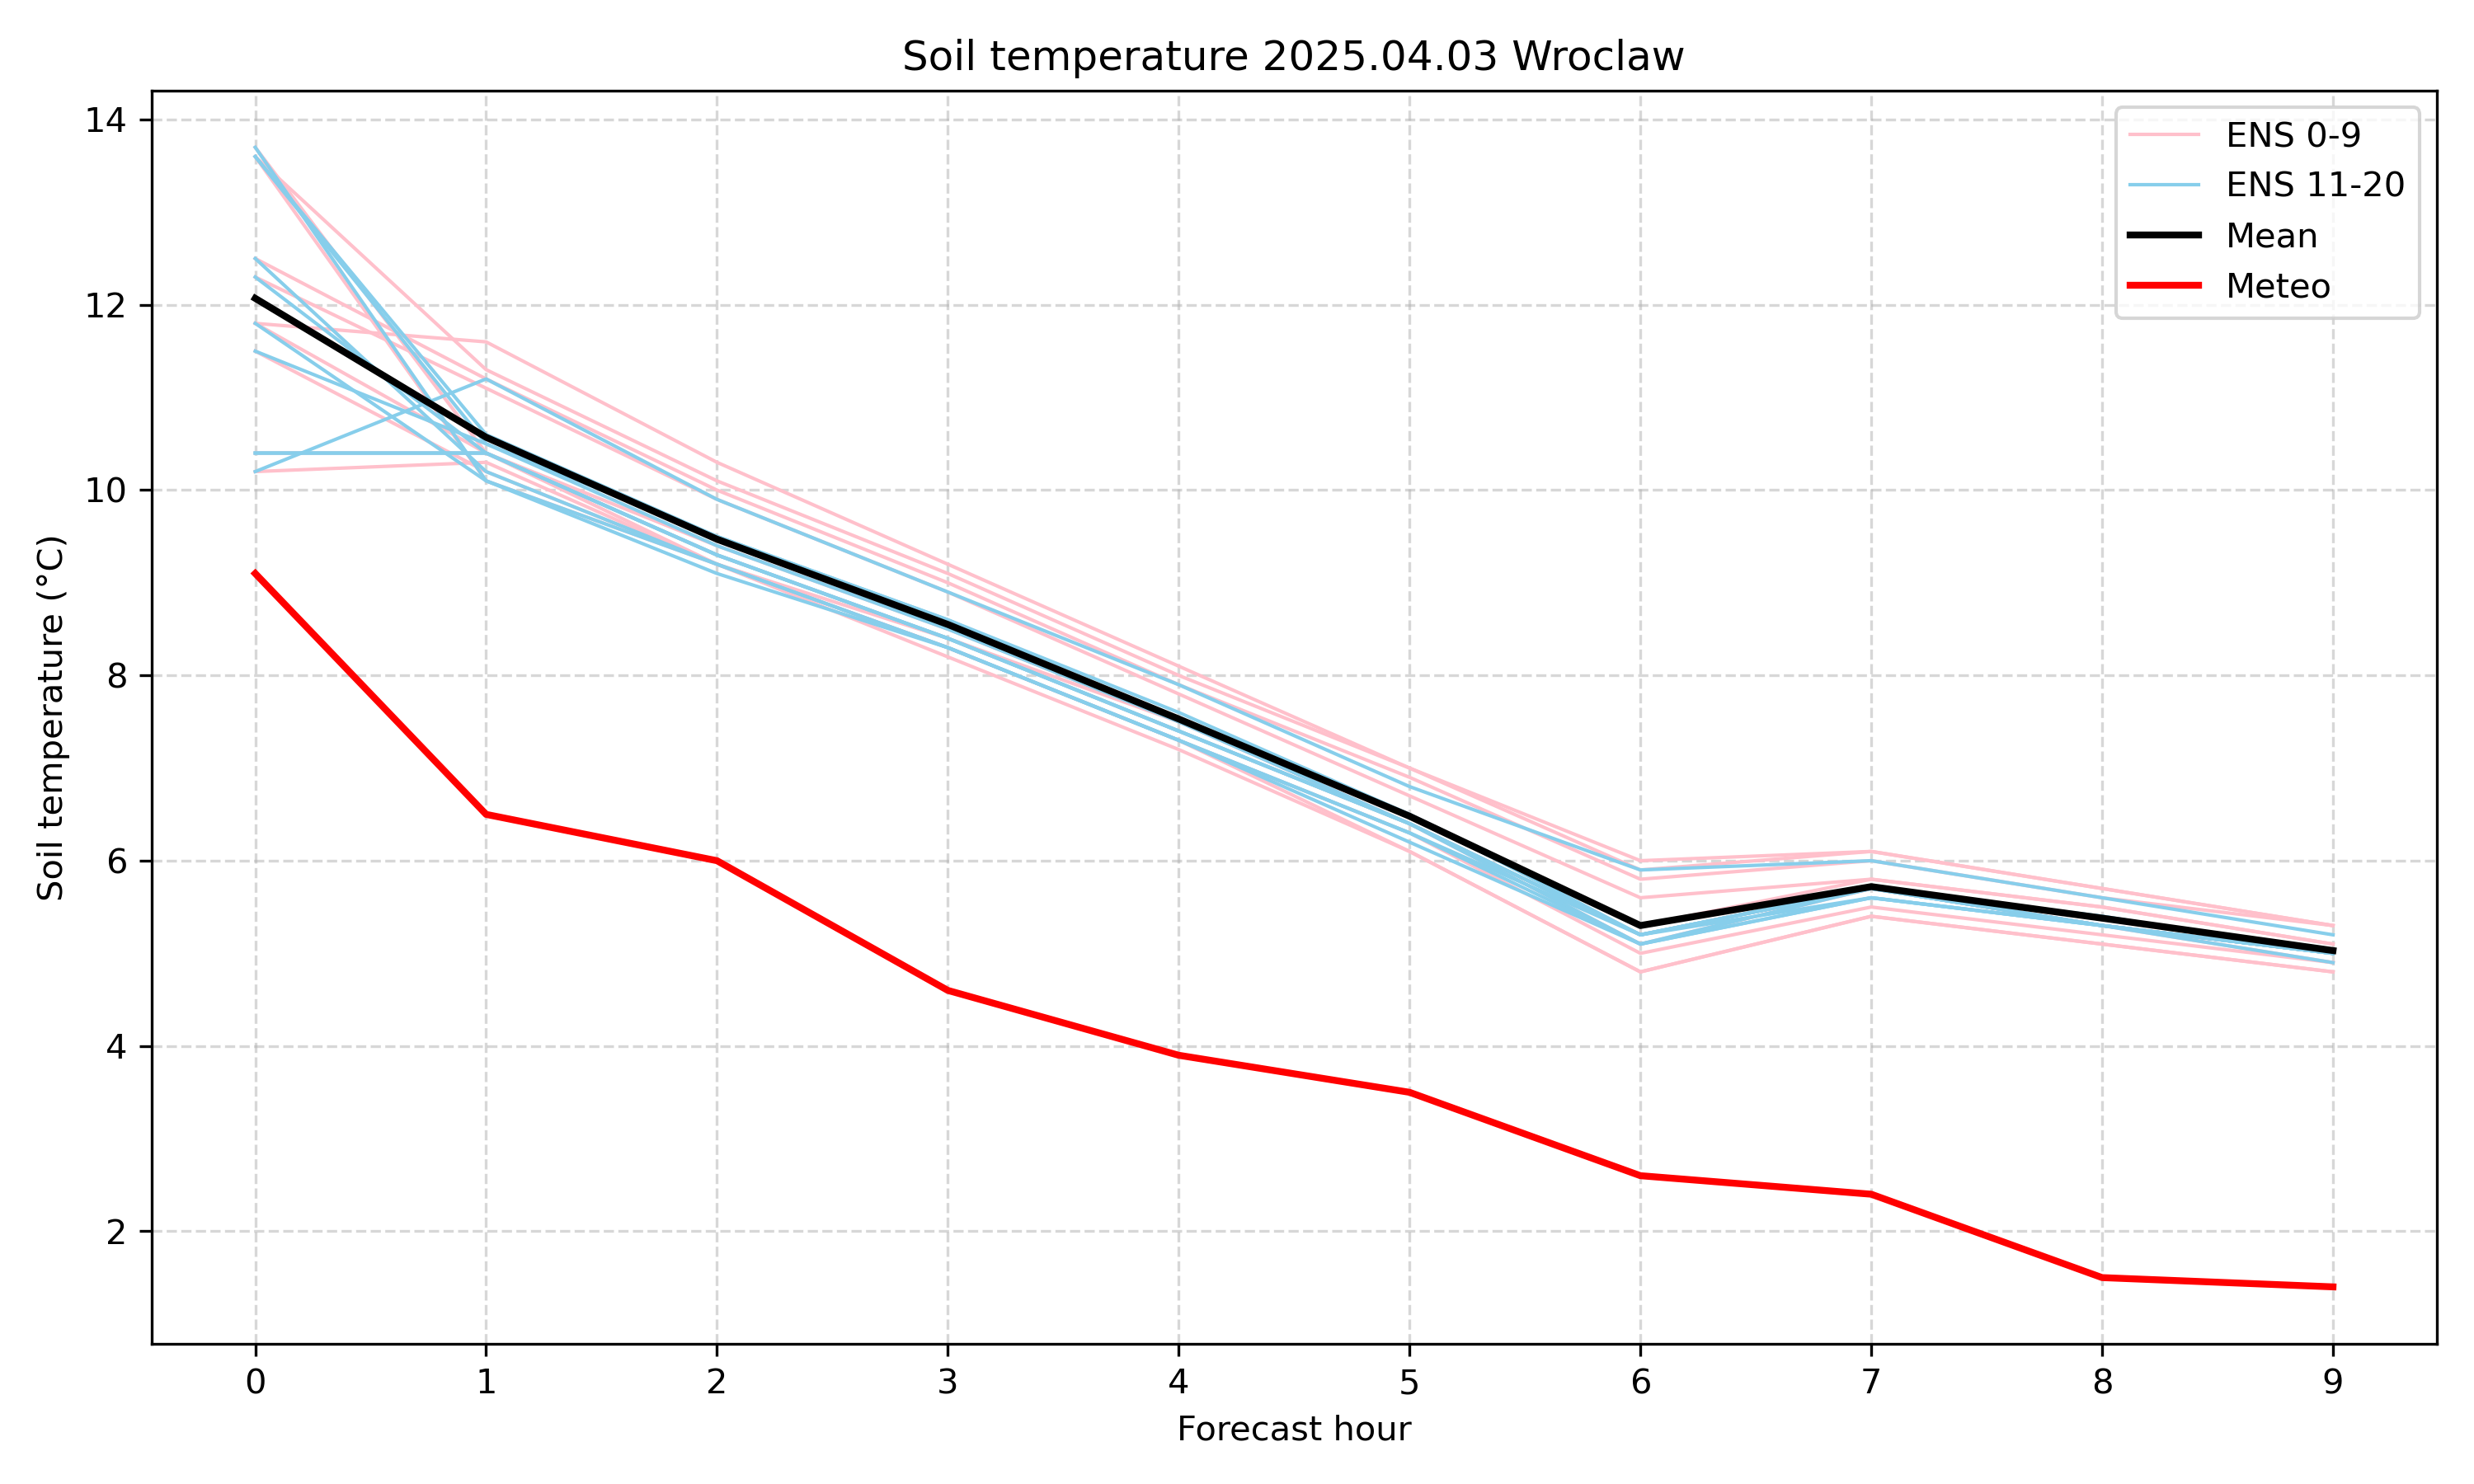 Soil temperature 2025.04.03 Wroclaw
14
12
10
8
6
4
2
Soil temperature (°C)
ENS 0-9
ENS 11-20
Mean
Meteo
0 1 2 3 4 5 6 7 8 9
Forecast hour